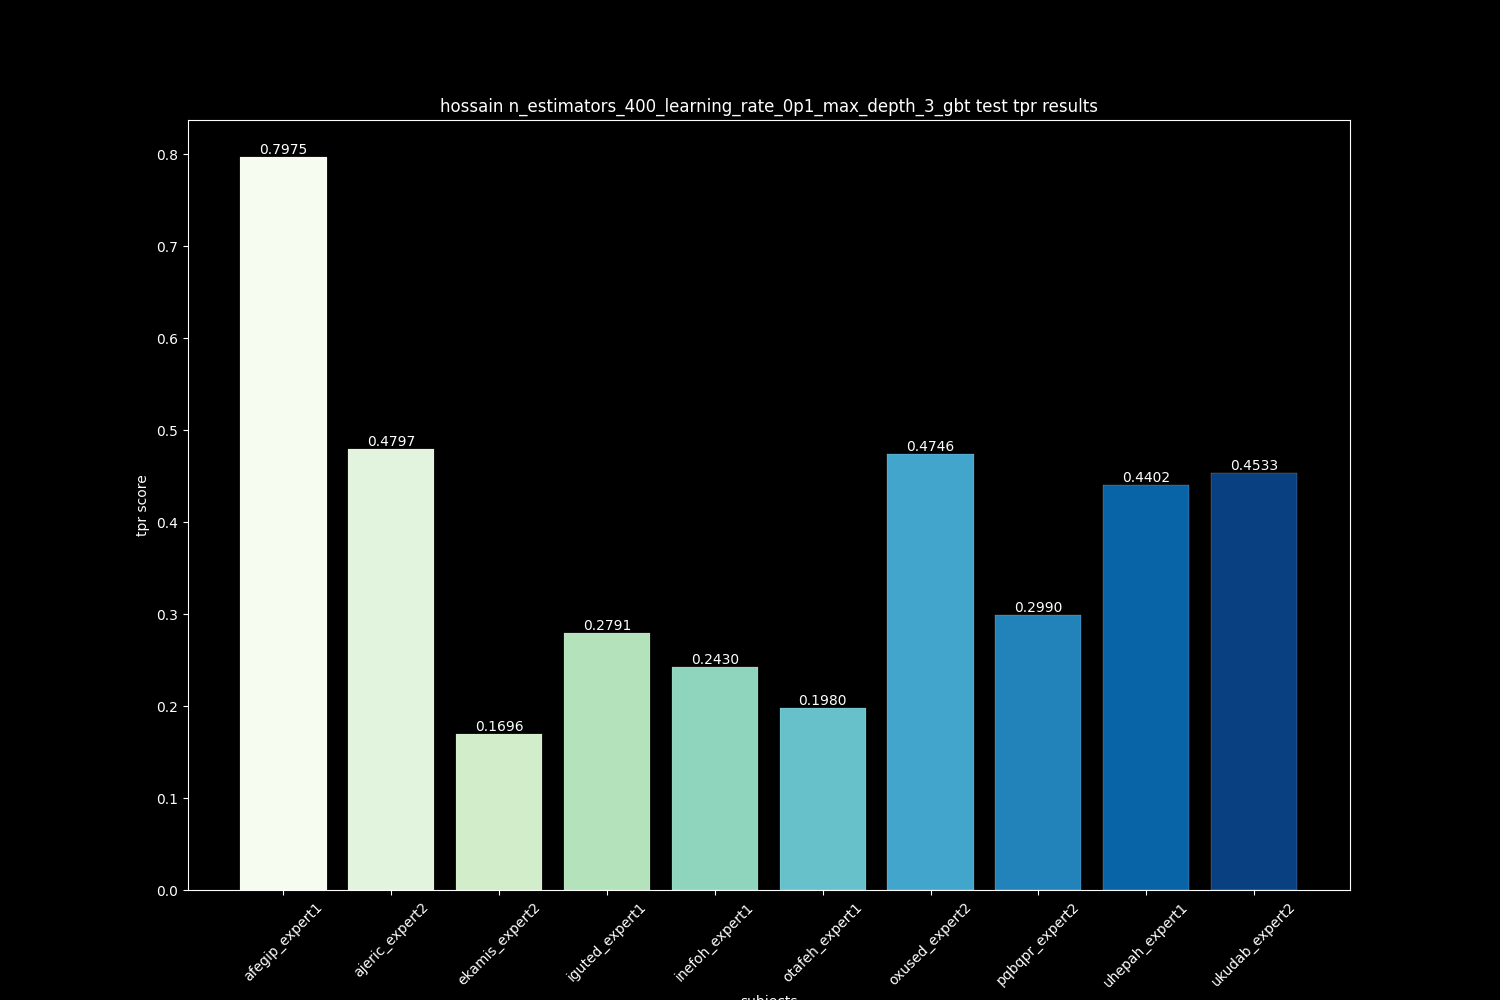 hossain n_estimators_400_learning_rate_0p1_max_depth_3_gbt test tpr results
0.8
0.7
0.6
0.5
0.4
0.3
0.2
0.1
0.0
tpr score
0.7975
0.4797
0.1696
0.2791
0.2430
0.1980
0.4746
0.2990
0.4402
0.4533
afegip_expert1
ajeric_expert2
ekamis_expert2
iguted_expert1
inefoh_expert1
otafeh_expert1
oxused_expert2
pqbqpr_expert2
uhepah_expert1
ukudab_expert2
subjects